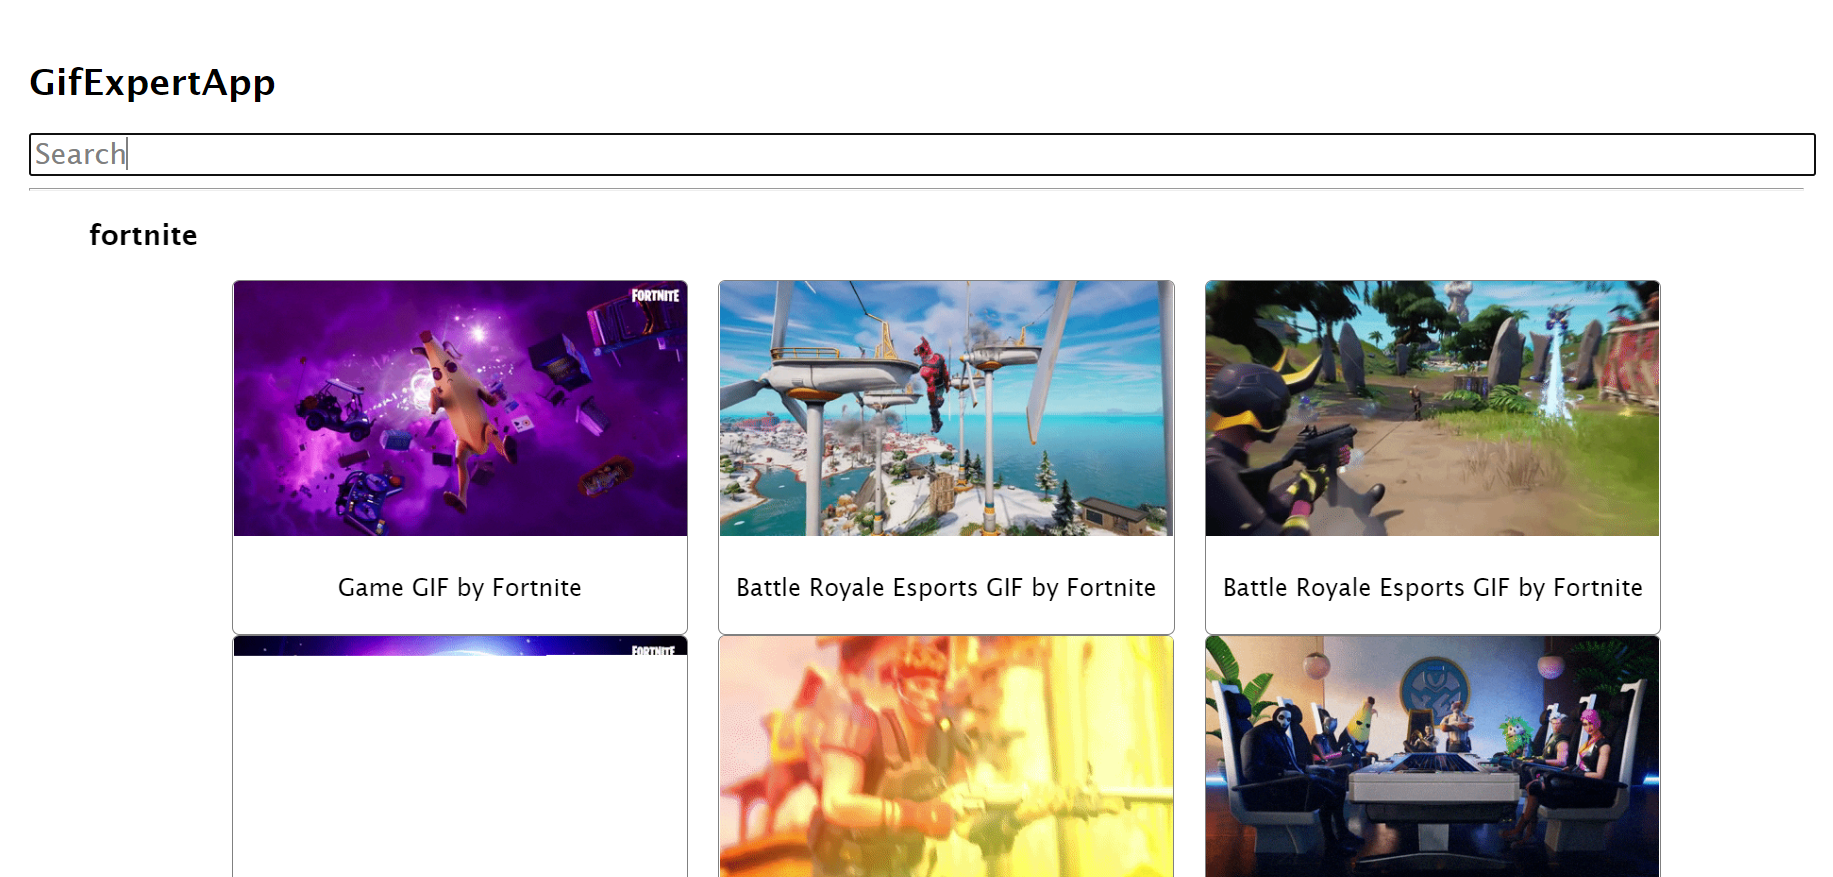 GifExpertApp
Search
fortnite
FORTNITE
Game GIF by Fortnite
Battle Royale Esports GIF by Fortnite
Battle Royale Esports GIF by Fortnite
FORTNITE